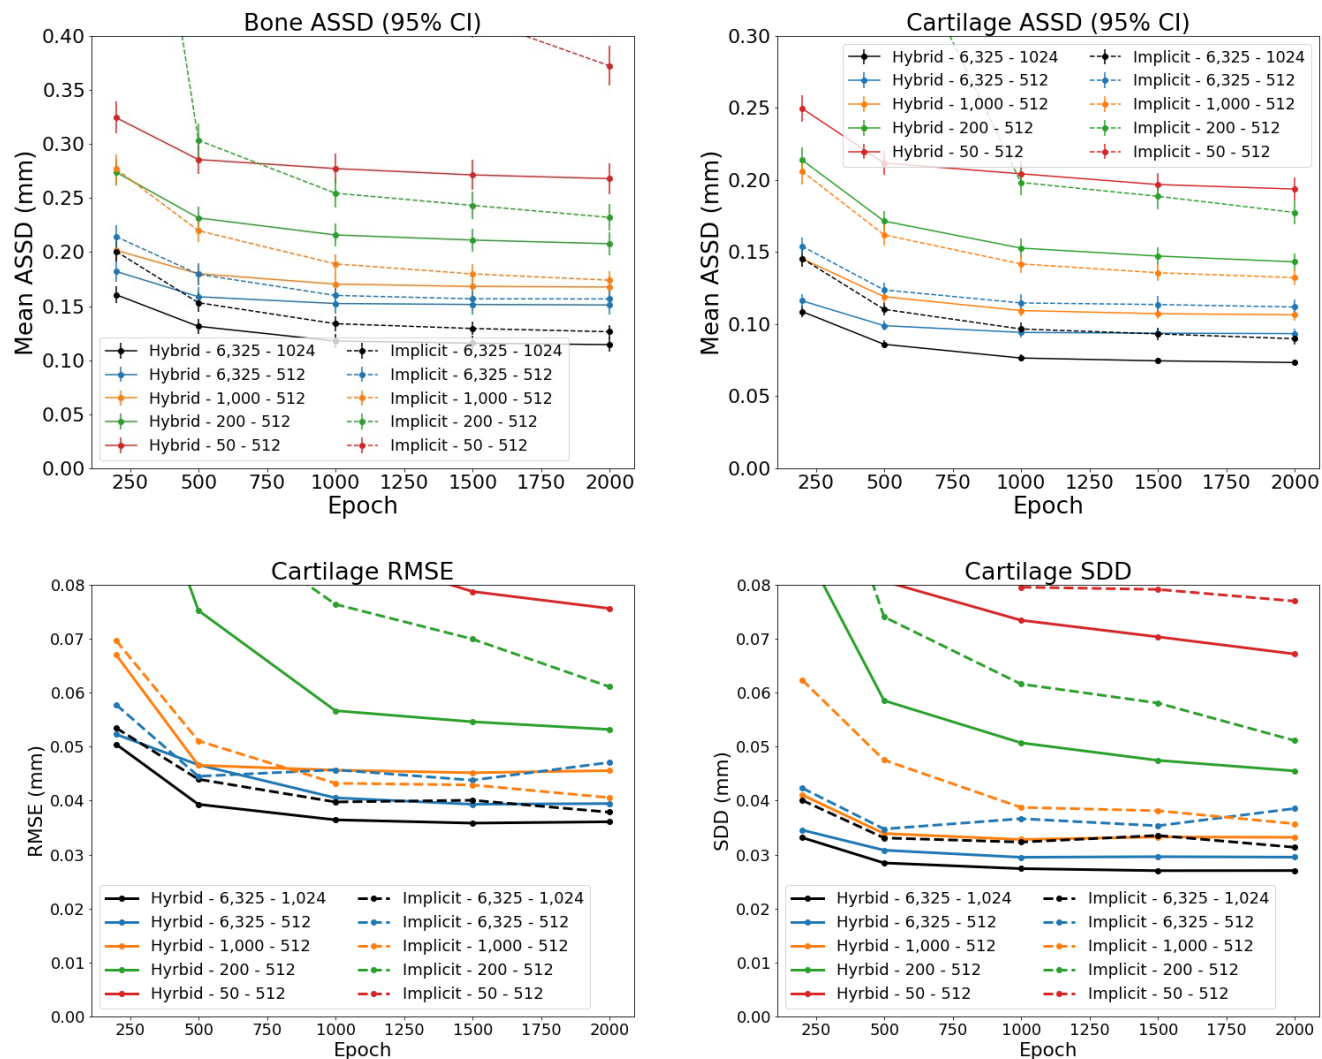 Bone ASSD (95% CI)
Mean ASSD (mm)
0.40
0.35
0.30
0.25
0.20
0.15
0.10
0.05
0.00
Hybrid - 6,325 - 1024
Hybrid - 6,325 - 512
Hybrid - 1,000 - 512
Hybrid - 200 - 512
Hybrid - 50 - 512
Implicit - 6,325 - 1024
Implicit - 6,325 - 512
Implicit - 1,000 - 512
Implicit - 200 - 512
Implicit - 50 - 512
250 500 750 1000 1250 1500 1750 2000
Epoch
Cartilage ASSD (95% CI)
Mean ASSD (mm)
0.30
0.25
0.20
0.15
0.10
0.05
0.00
Hybrid - 6,325 - 1024
Hybrid - 6,325 - 512
Hybrid - 1,000 - 512
Hybrid - 200 - 512
Hybrid - 50 - 512
Implicit - 6,325 - 1024
Implicit - 6,325 - 512
Implicit - 1,000 - 512
Implicit - 200 - 512
Implicit - 50 - 512
250 500 750 1000 1250 1500 1750 2000
Epoch
Cartilage RMSE
RMSE (mm)
0.08
0.07
0.06
0.05
0.04
0.03
0.02
0.01
0.00
Hyrbid - 6,325 - 1,024
Hyrbid - 6,325 - 512
Hyrbid - 1,000 - 512
Hyrbid - 200 - 512
Hyrbid - 50 - 512
Implicit - 6,325 - 1,024
Implicit - 6,325 - 512
Implicit - 1,000 - 512
Implicit - 200 - 512
Implicit - 50 - 512
250 500 750 1000 1250 1500 1750 2000
Epoch
Cartilage SDD
SDD (mm)
0.08
0.07
0.06
0.05
0.04
0.03
0.02
0.01
0.00
Hyrbid - 6,325 - 1,024
Hyrbid - 6,325 - 512
Hyrbid - 1,000 - 512
Hyrbid - 200 - 512
Hyrbid - 50 - 512
Implicit - 6,325 - 1,024
Implicit - 6,325 - 512
Implicit - 1,000 - 512
Implicit - 200 - 512
Implicit - 50 - 512
250 500 750 1000 1250 1500 1750 2000
Epoch